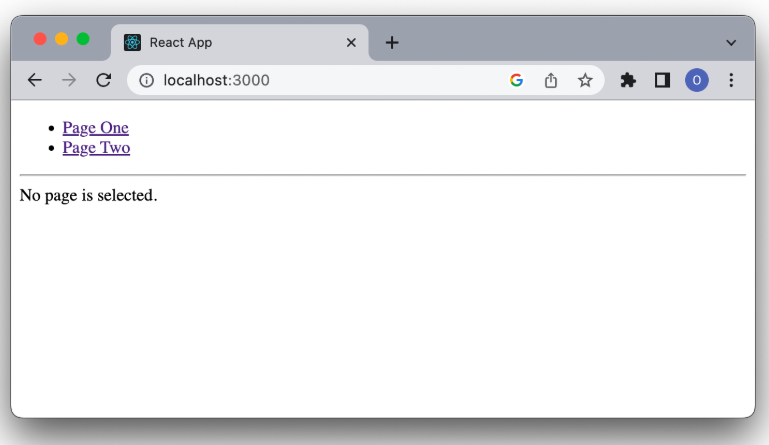 React App
localhost:3000
O
Page One
Page Two
No page is selected.